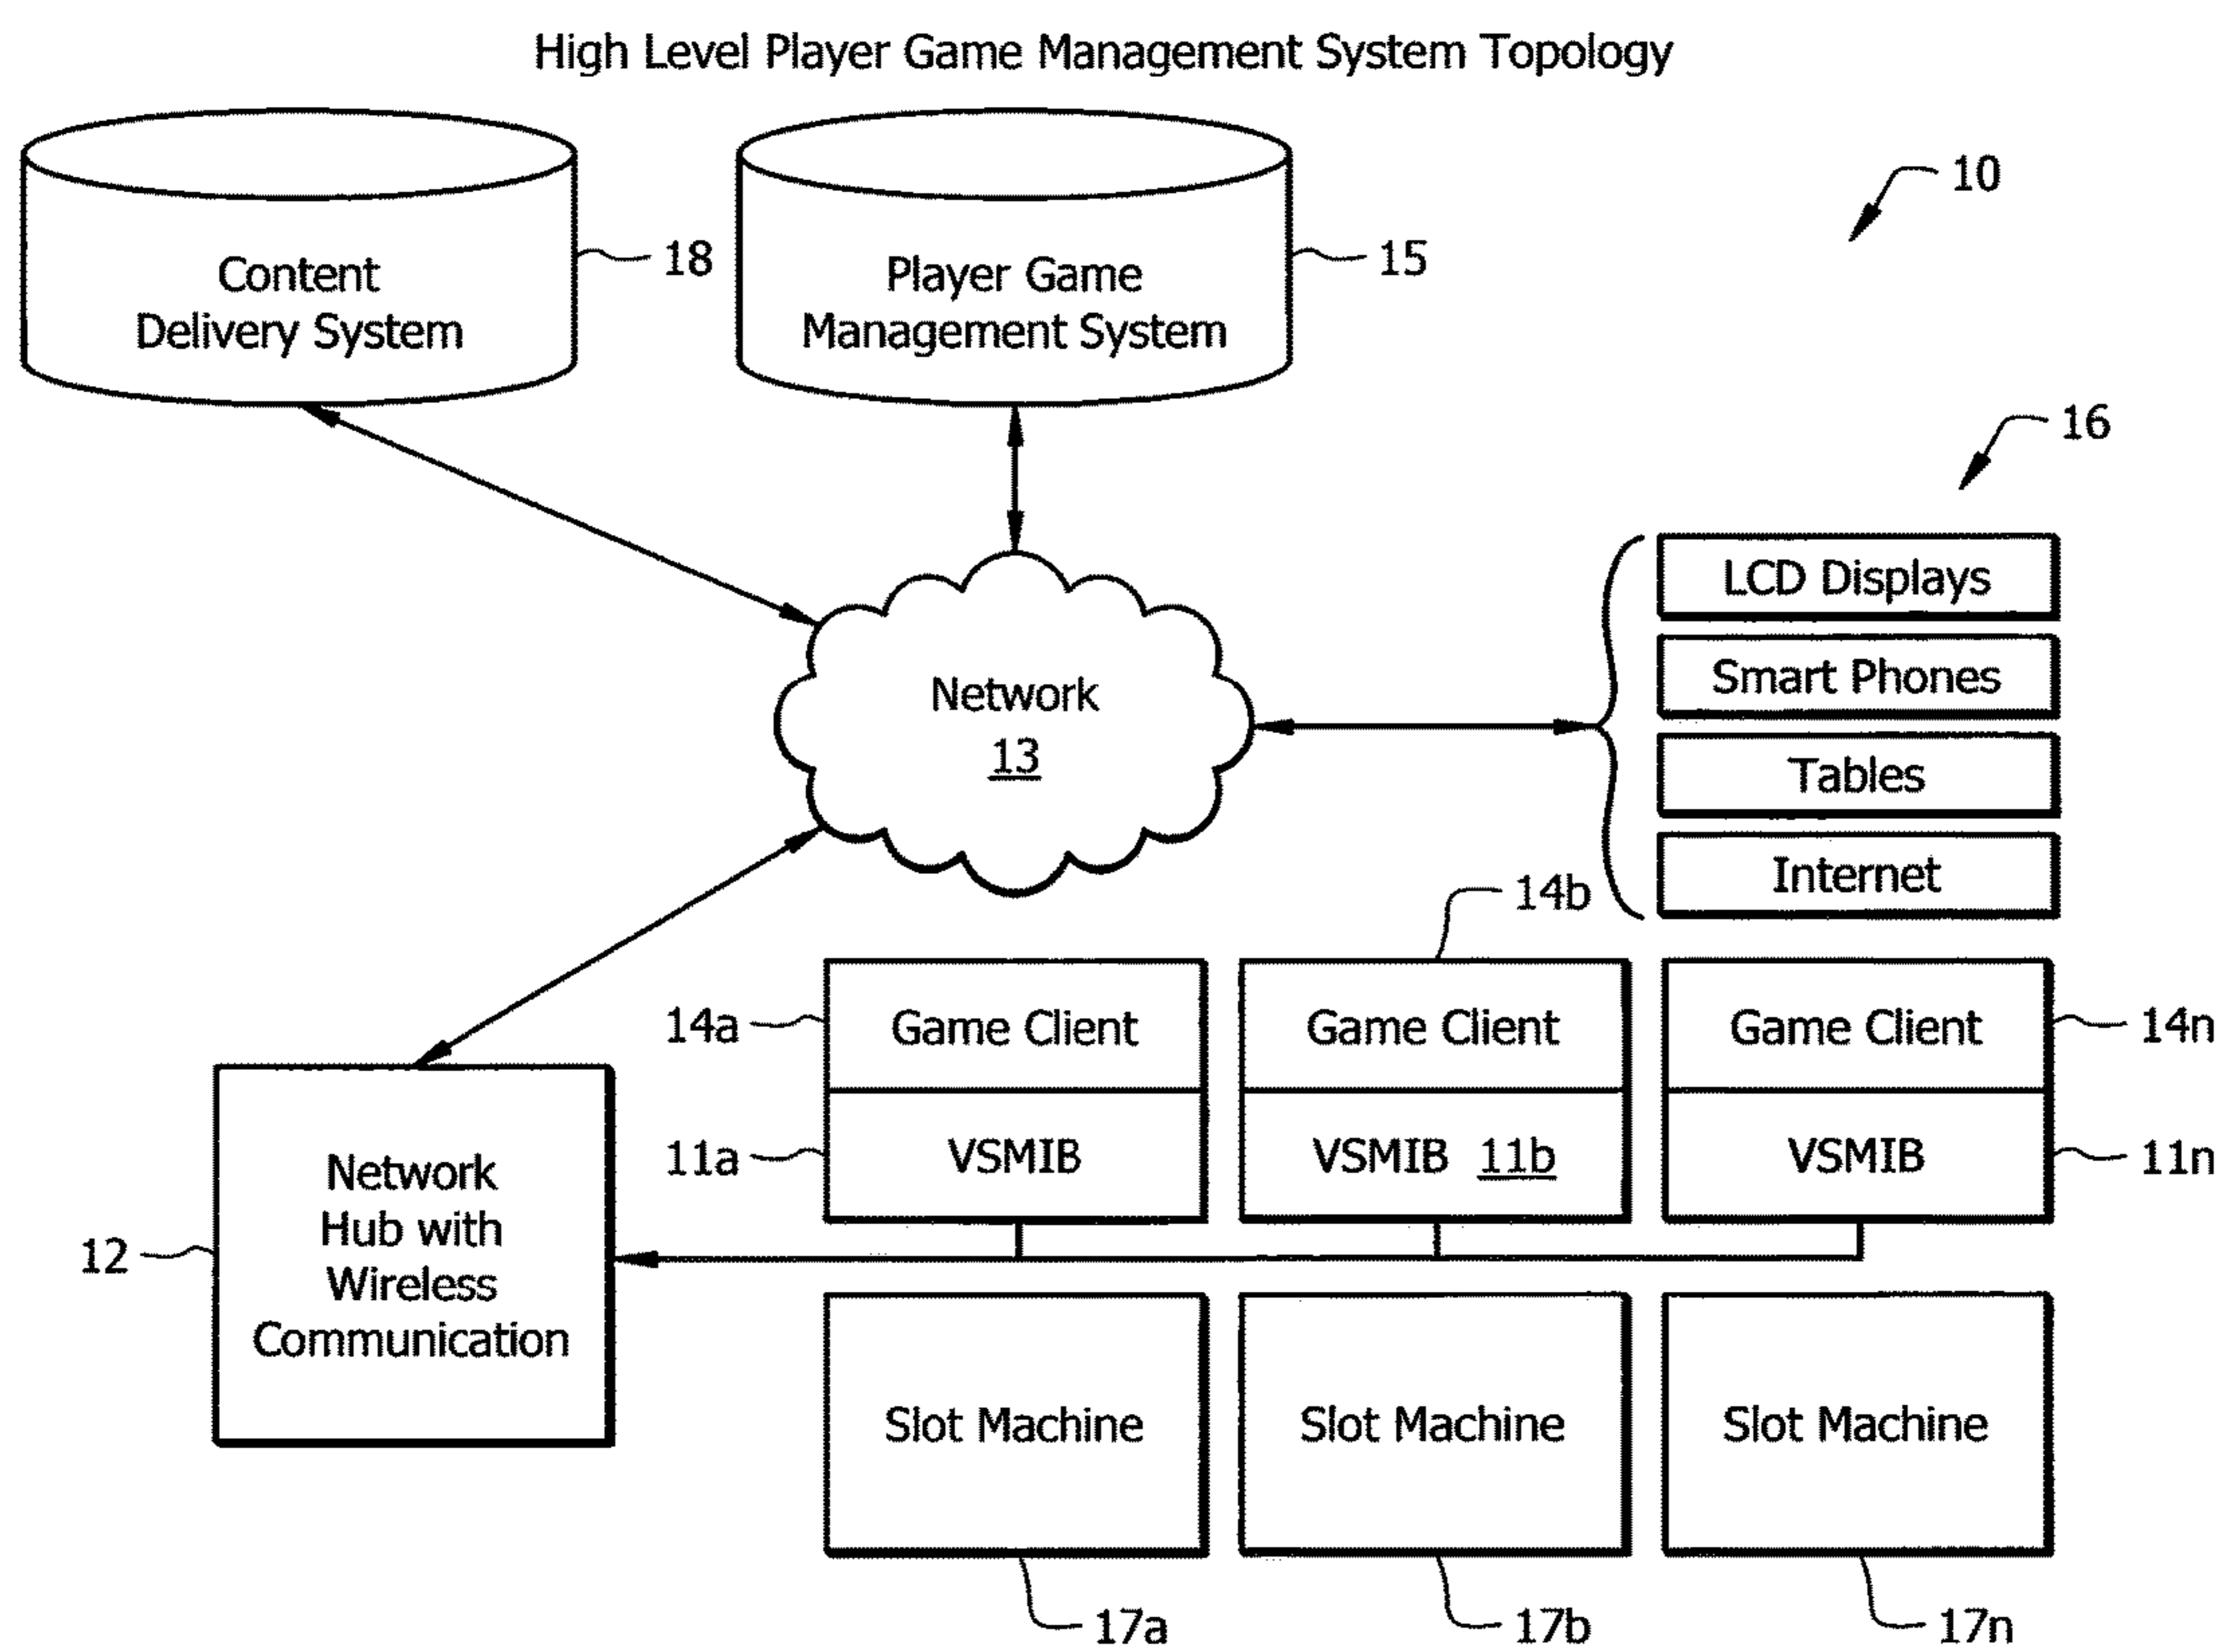 High Level Player Game Management System Topology
10
Content
Delivery System
18
Player Game
Management System
15
16
LCD Displays
Smart Phones
Tables
Internet
Network
13
14b
14a
Game Client
Game Client
Game Client
14n
11a
VSMIB
VSMIB 11b
VSMIB
11n
12
Network
Hub with
Wireless
Communication
Slot Machine
Slot Machine
Slot Machine
17a
17b
17n